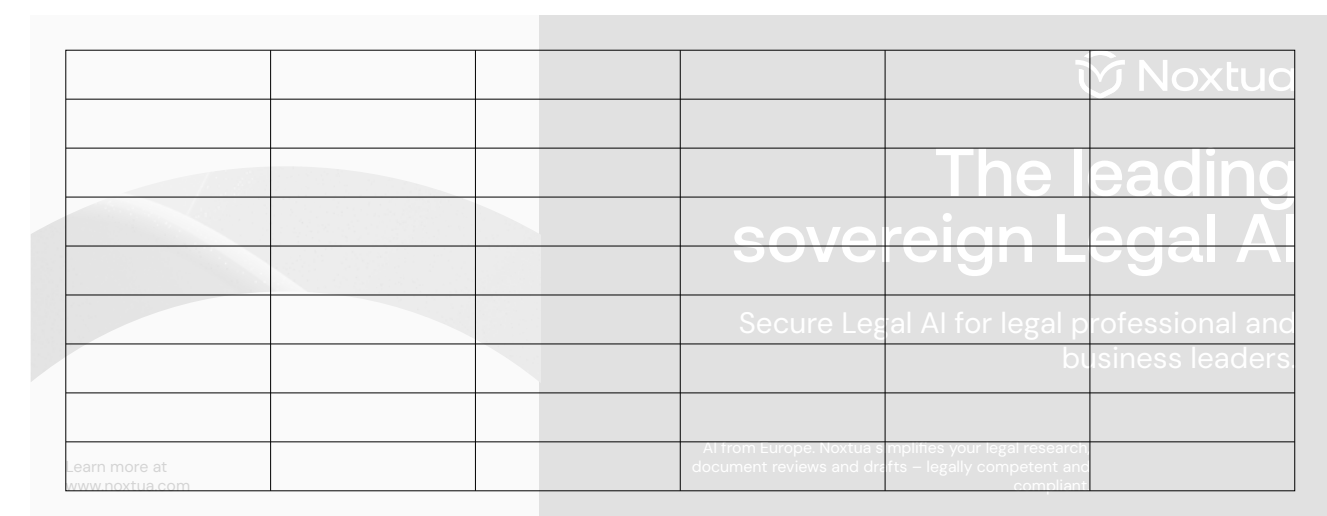 Noxtua
The leading
sovereign Legal AI
Secure Legal AI for legal professional and
business leaders.
AI from Europe. Noxtua simplifies your legal research,
document reviews and drafts – legally competent and
compliant.
Learn more at
www.noxtua.com